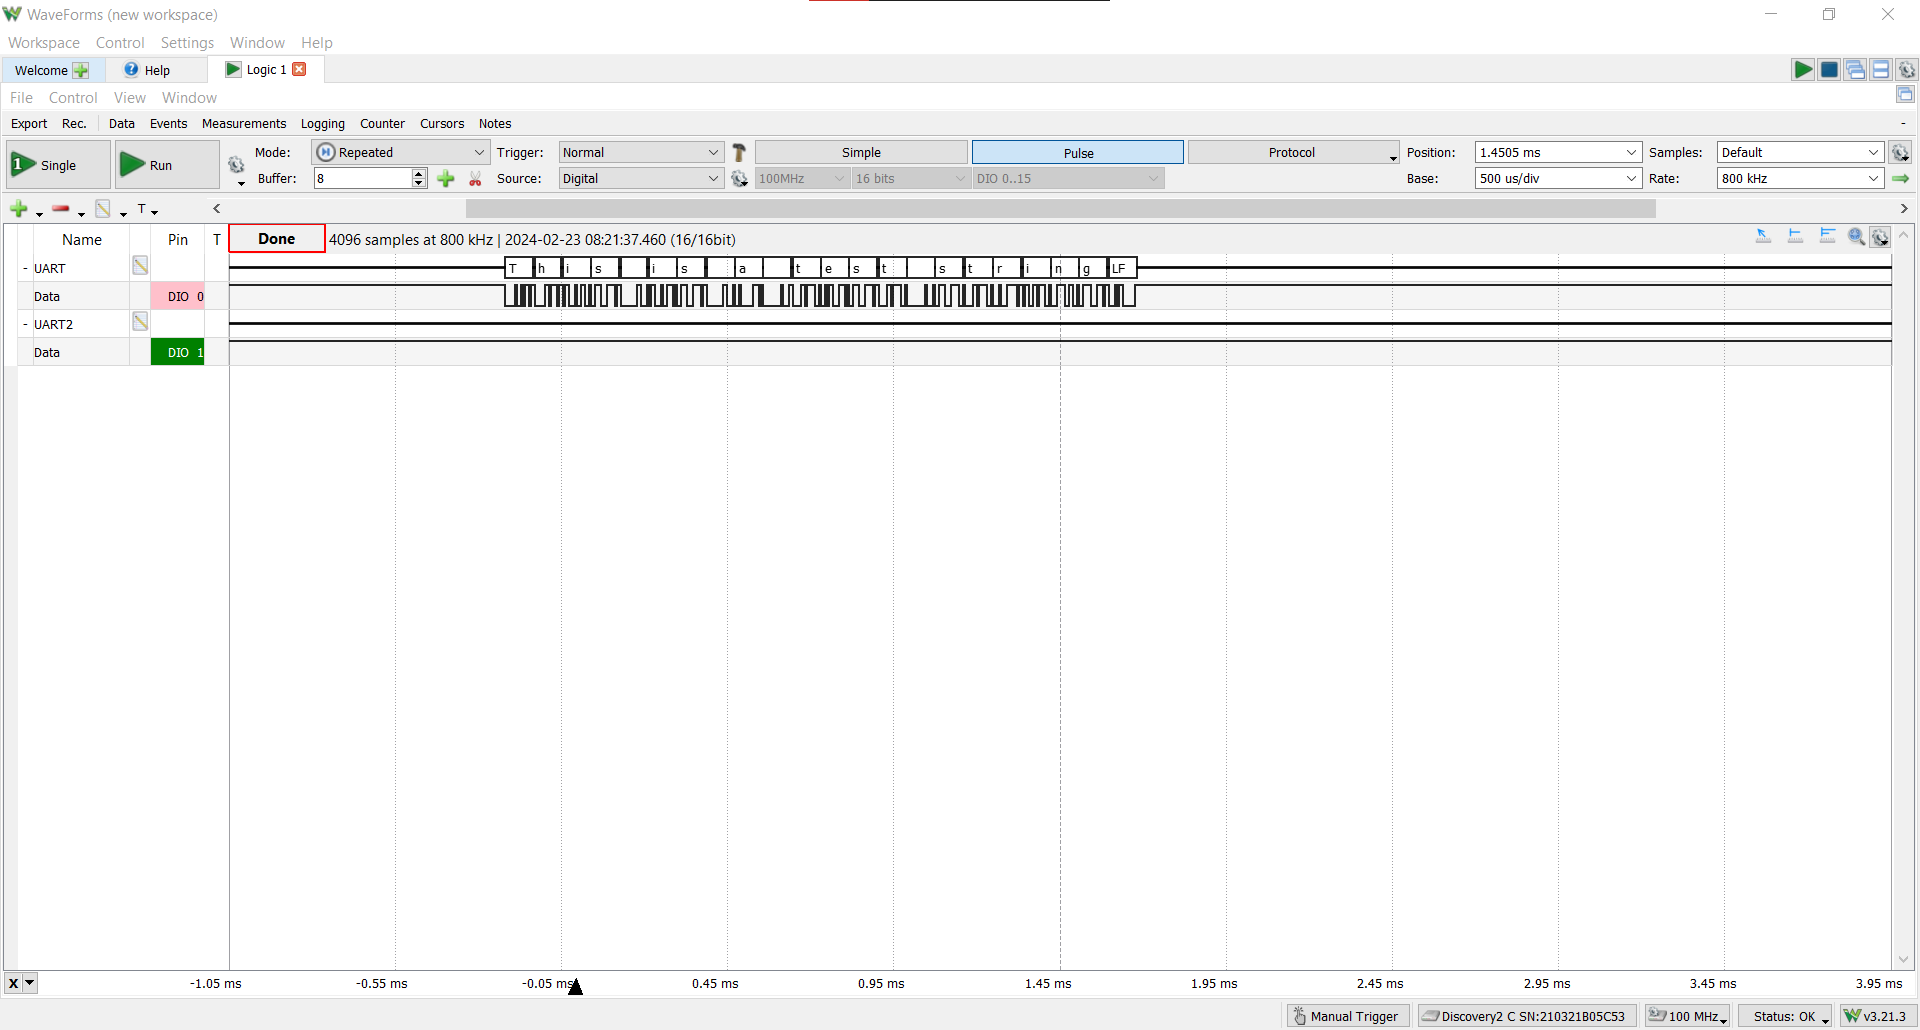 WaveForms (new workspace)
Workspace Control Settings Window Help
Welcome Help Logic 1
File Control View Window
Export Rec. Data Events Measurements Logging Counter Cursors Notes
1 Single Run Mode: Repeated Trigger: Normal Simple Pulse Protocol Position: 1.4505 ms Samples: Default
Buffer: 8 Source: Digital 100MHz 16 bits DIO 0..15 Base: 500 us/div Rate: 800 kHz
T
Name Pin T Done 4096 samples at 800 kHz | 2024-02-23 08:21:37.460 (16/16bit)
- UART T h i s i s a t e s t s t r i n g LF
Data DIO 0
- UART2
Data DIO 1
X -1.05 ms -0.55 ms -0.05 ms 0.45 ms 0.95 ms 1.45 ms 1.95 ms 2.45 ms 2.95 ms 3.45 ms 3.95 ms
Manual Trigger Discovery2 C SN:210321B05C53 100 MHz Status: OK v3.21.3